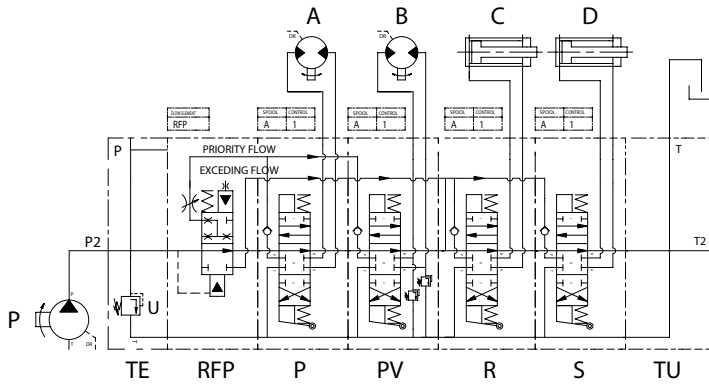 A B C D
DR DR
FLOW ELEMENT
RFP
SPOOL CONTROL
A 1
SPOOL CONTROL
A 1
SPOOL CONTROL
A 1
SPOOL CONTROL
A 1
P
PRIORITY FLOW
T
EXCEDING FLOW
P2
T2
P
P
U
T
DR
T
TE RFP P PV R S TU